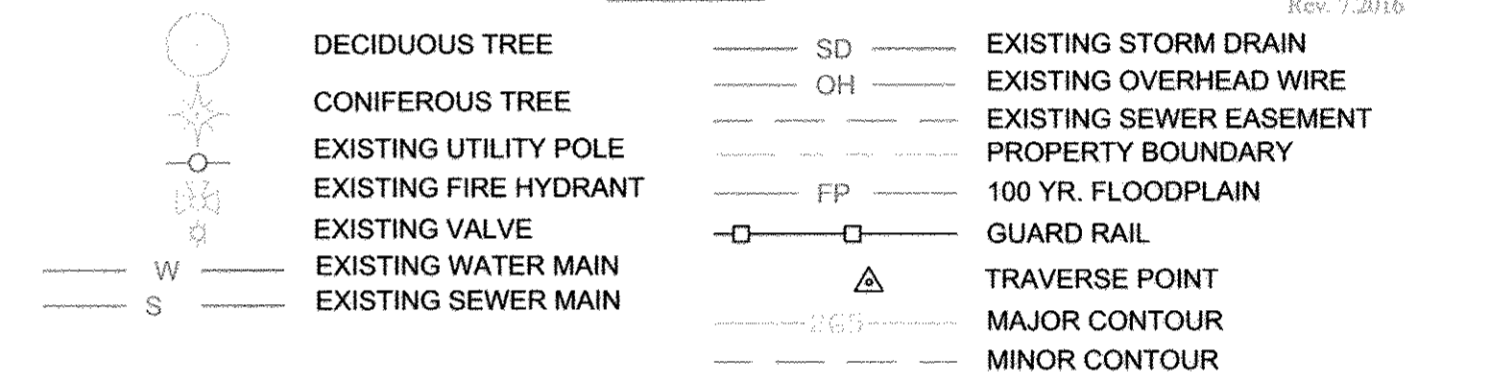 Rev. 7.2016
DECIDUOUS TREE
CONIFEROUS TREE
EXISTING UTILITY POLE
EXISTING FIRE HYDRANT
EXISTING VALVE
W EXISTING WATER MAIN
S EXISTING SEWER MAIN
SD EXISTING STORM DRAIN
OH EXISTING OVERHEAD WIRE
EXISTING SEWER EASEMENT
PROPERTY BOUNDARY
FP 100 YR. FLOODPLAIN
GUARD RAIL
TRAVERSE POINT
265 MAJOR CONTOUR
MINOR CONTOUR